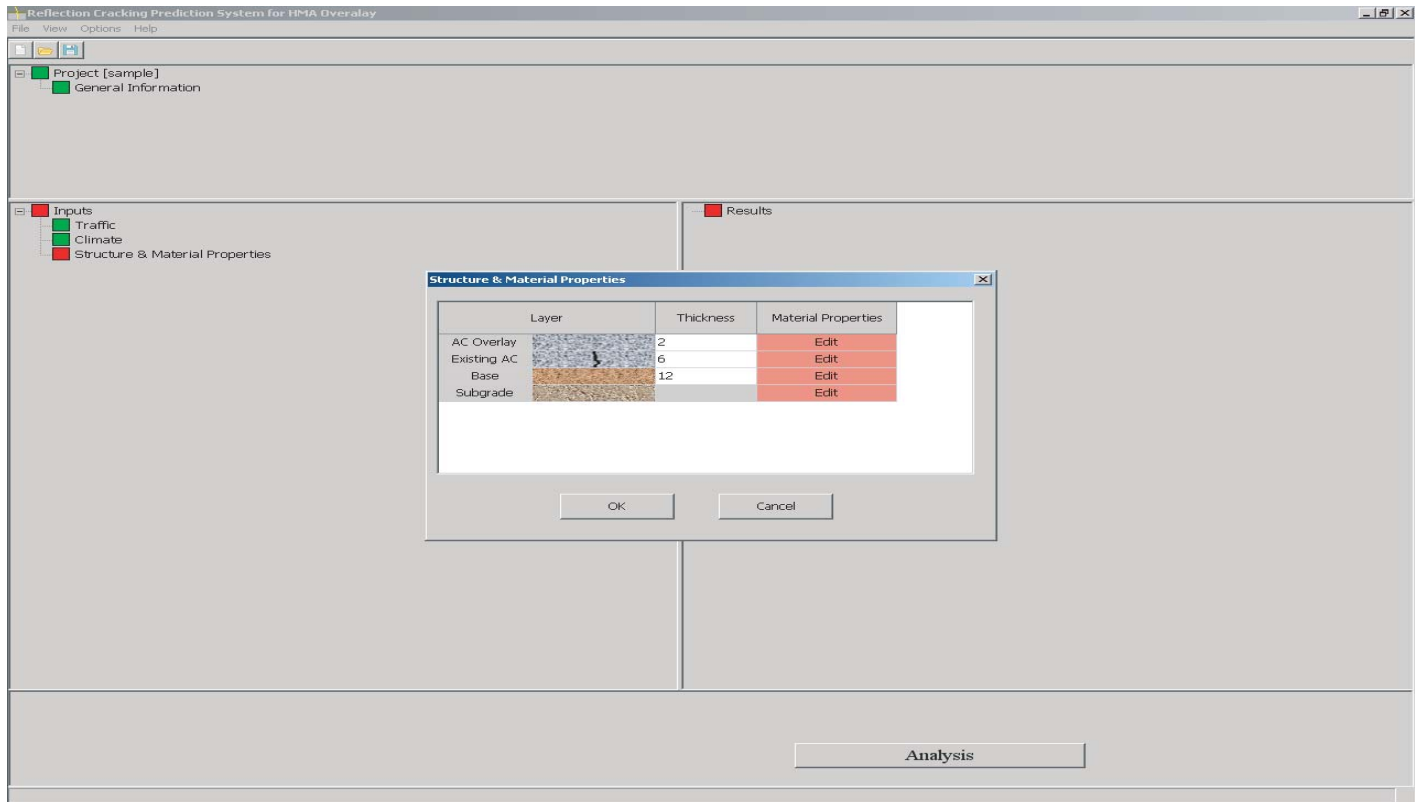 Reflection Cracking Prediction System for HMA Overalay
File View Options Help
Project [sample]
General Information
Inputs
Traffic
Climate
Structure & Material Properties
Results
Structure & Material Properties
Layer Thickness Material Properties
AC Overlay 2 Edit
Existing AC 6 Edit
Base 12 Edit
Subgrade Edit
OK Cancel
Analysis